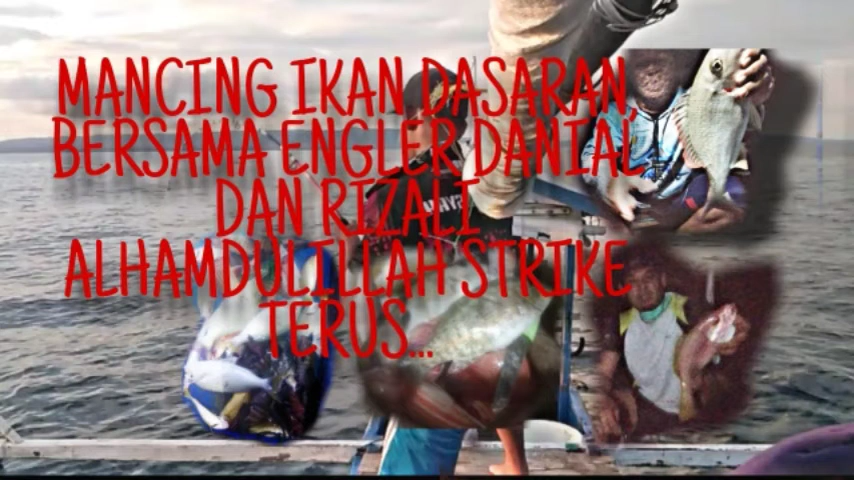 MANCING IKAN DASARAN,
BERSAMA ENGLER DANIAL
DAN RIZALI
ALHAMDULILLAH STRIKE
TERUS...